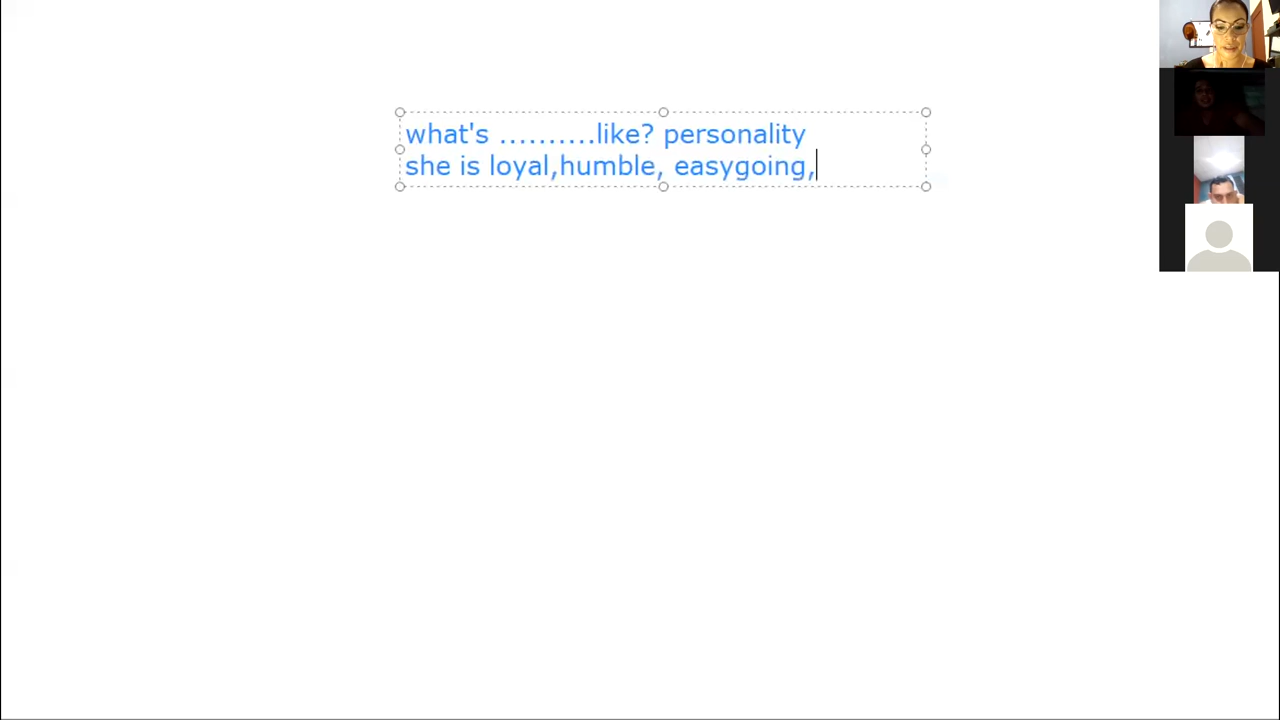 what's ..........like? personality
she is loyal,humble, easygoing,